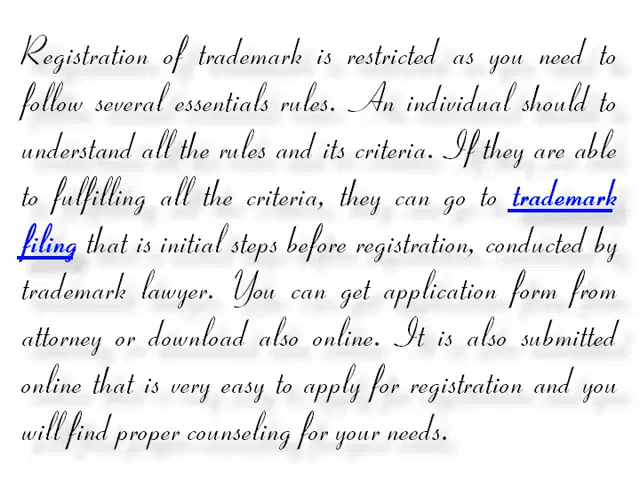 Registration of trademark is restricted as you need to
follow several essentials rules. An individual should to
understand all the rules and its criteria. If they are able
to fulfilling all the criteria, they can go to trademark
filing that is initial steps before registration, conducted by
trademark lawyer. You can get application form from
attorney or download also online. It is also submitted
online that is very easy to apply for registration and you
will find proper counseling for your needs.